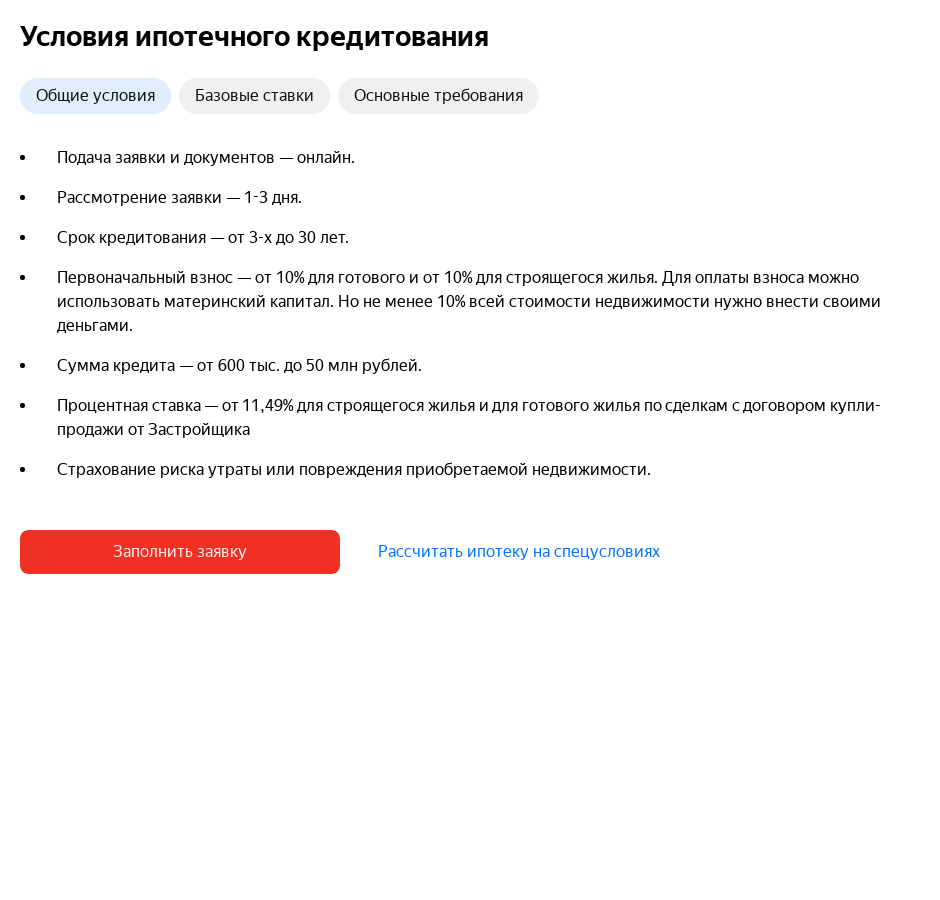 Условия ипотечного кредитования
Общие условия
Базовые ставки
Основные требования
Подача заявки и документов — онлайн.
Рассмотрение заявки — 1-3 дня.
Срок кредитования — от 3-х до 30 лет.
Первоначальный взнос — от 10% для готового и от 10% для строящегося жилья. Для оплаты взноса можно
использовать материнский капитал. Но не менее 10% всей стоимости недвижимости нужно внести своими
деньгами.
Сумма кредита — от 600 тыс. до 50 млн рублей.
Процентная ставка — от 11,49% для строящегося жилья и для готового жилья по сделкам с договором купли-
продажи от Застройщика
Страхование риска утраты или повреждения приобретаемой недвижимости.
Заполнить заявку
Рассчитать ипотеку на спецусловиях